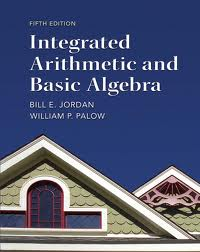 FIFTH EDITION
Integrated
Arithmetic and
Basic Algebra
BILL E. JORDAN
WILLIAM P. PALOW